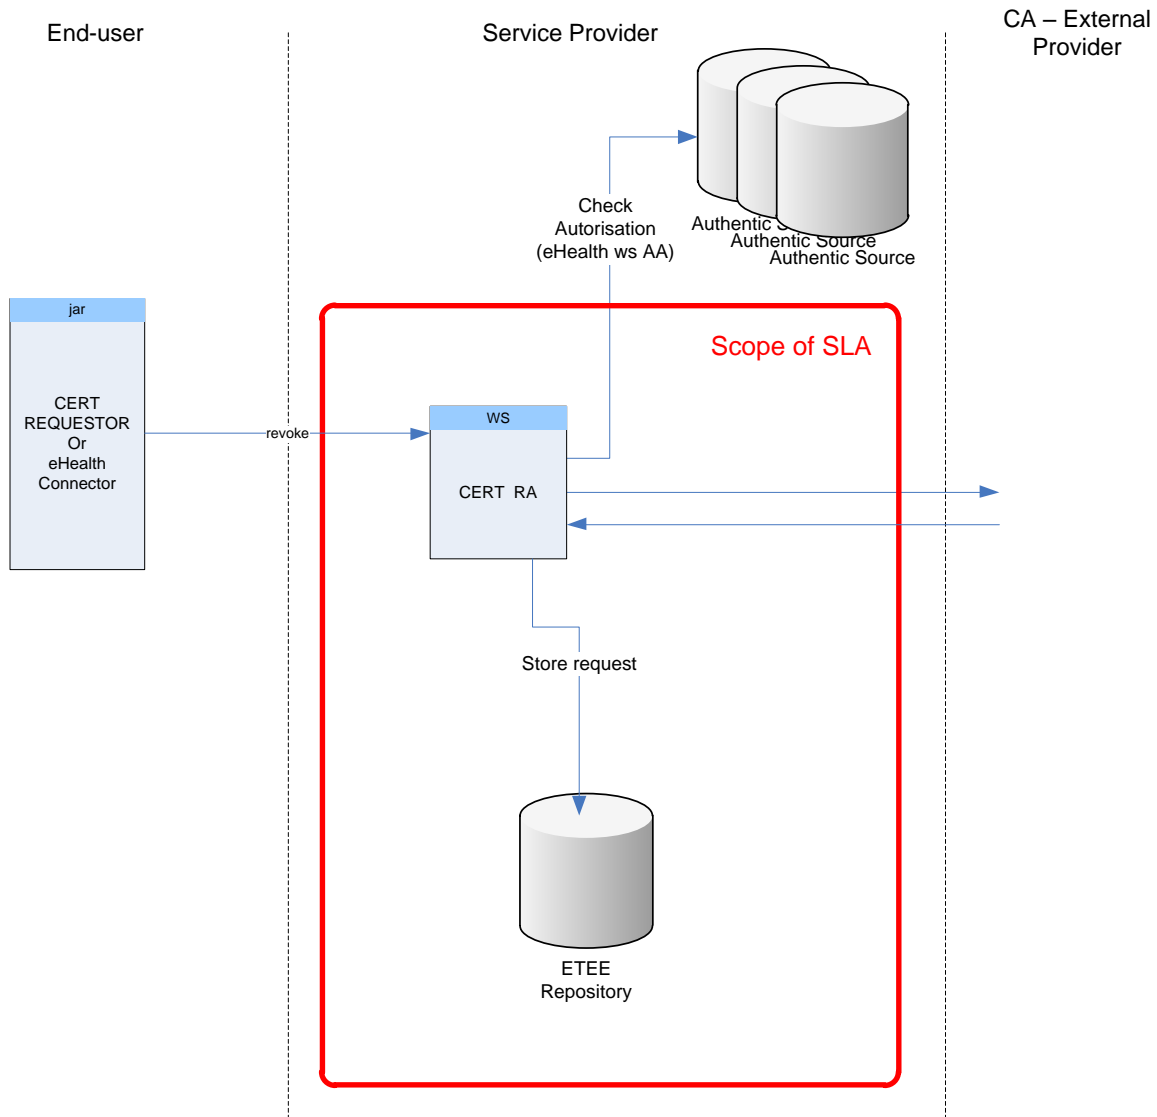 End-user
Service Provider
CA – External
Provider
Check
Autorisation
(eHealth ws AA)
Authentic S
Authentic Source
Authentic Source
jar
CERT
REQUESTOR
Or
eHealth
Connector
revoke
Scope of SLA
WS
CERT RA
Store request
ETEE
Repository